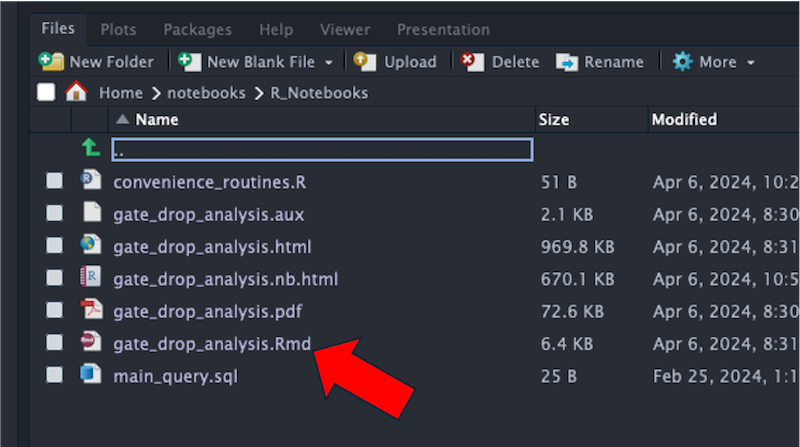 Files Plots Packages Help Viewer Presentation
New Folder New Blank File Upload Delete Rename More
Home notebooks R_Notebooks
Name Size Modified
..
convenience_routines.R 51 B Apr 6, 2024, 10:2
gate_drop_analysis.aux 2.1 KB Apr 6, 2024, 8:30
gate_drop_analysis.html 969.8 KB Apr 6, 2024, 8:31
gate_drop_analysis.nb.html 670.1 KB Apr 6, 2024, 10:5
gate_drop_analysis.pdf 72.6 KB Apr 6, 2024, 8:30
gate_drop_analysis.Rmd 6.4 KB Apr 6, 2024, 8:31
main_query.sql 25 B Feb 25, 2024, 1:1